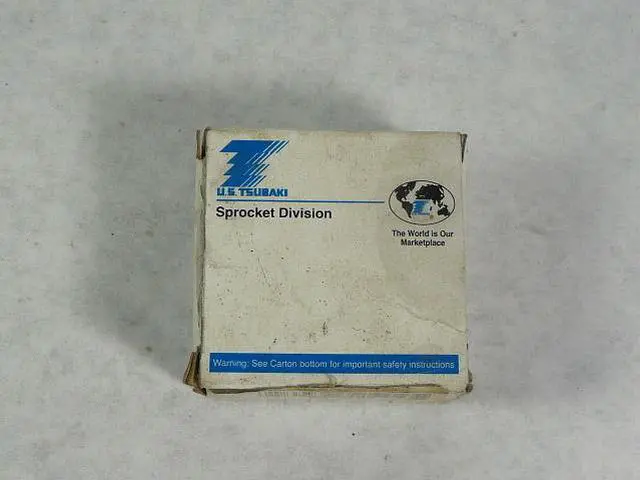 U.S. TSUBAKI
Sprocket Division
The World is Our
Marketplace
Warning: See Carton bottom for important safety instructions